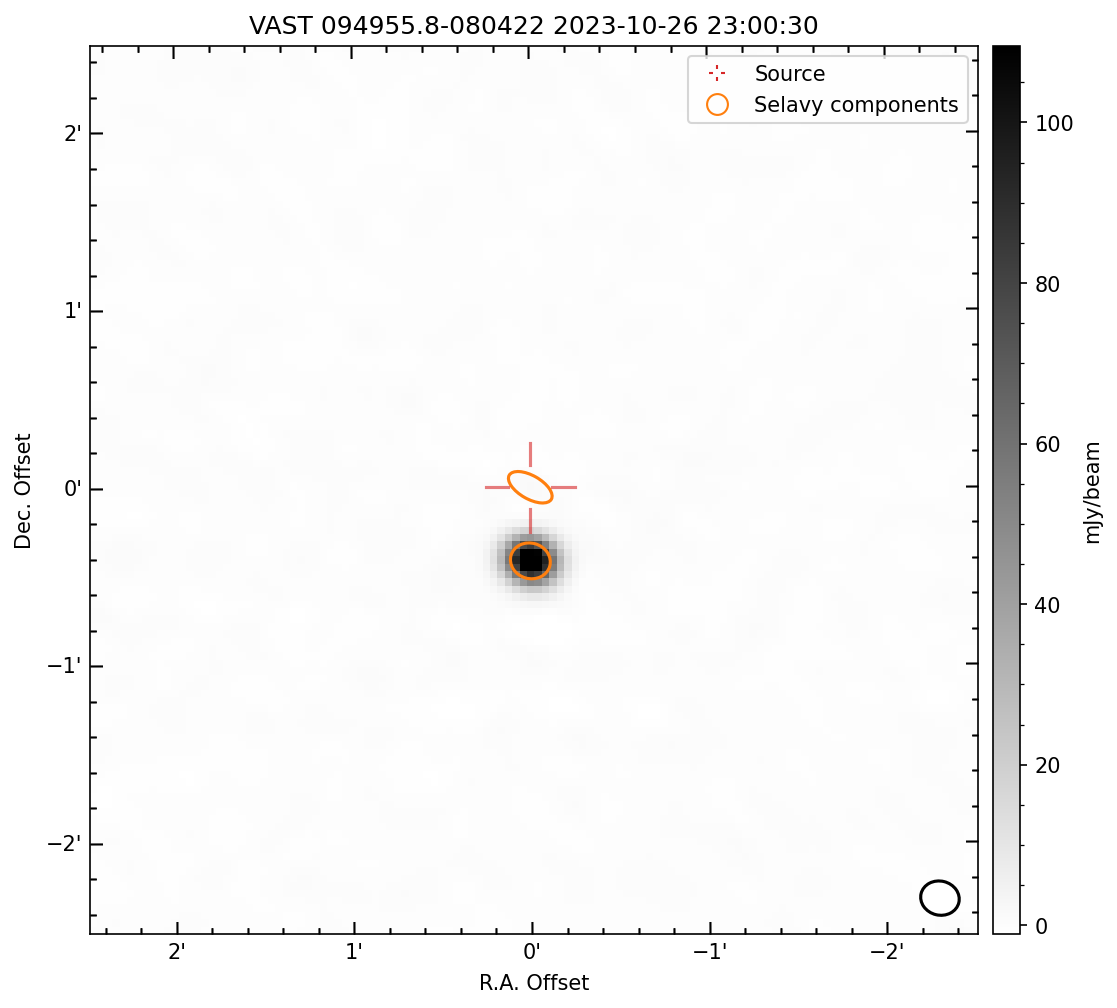 VAST 094955.8-080422 2023-10-26 23:00:30
Source
Selavy components
2'
1'
0'
−1'
−2'
Dec. Offset
2'
1'
0'
−1'
−2'
R.A. Offset
100
80
60
40
20
0
mJy/beam